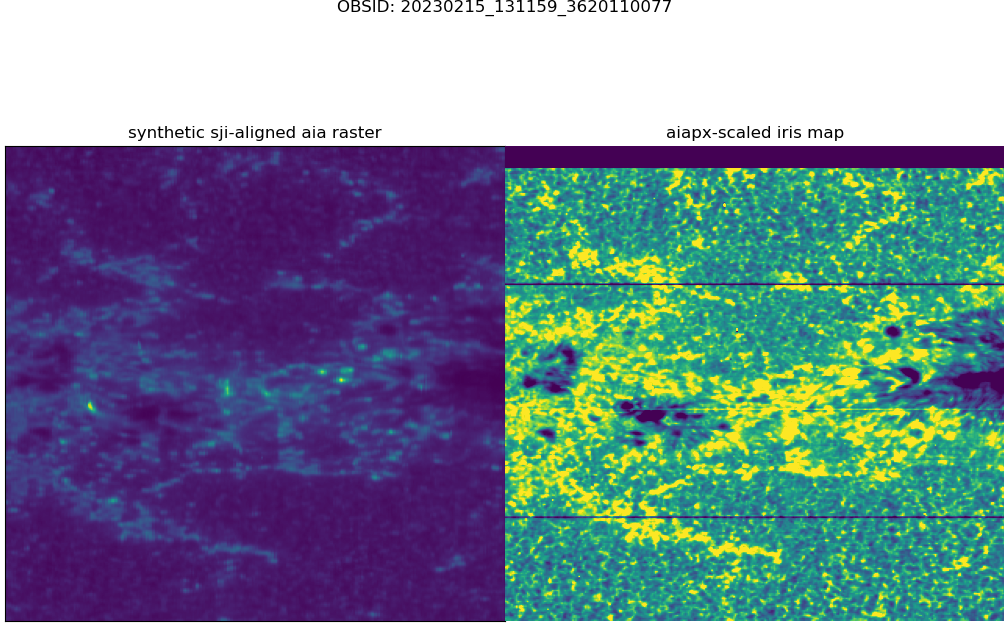 OBSID: 20230215_131159_3620110077
synthetic sji-aligned aia raster
aiapx-scaled iris map